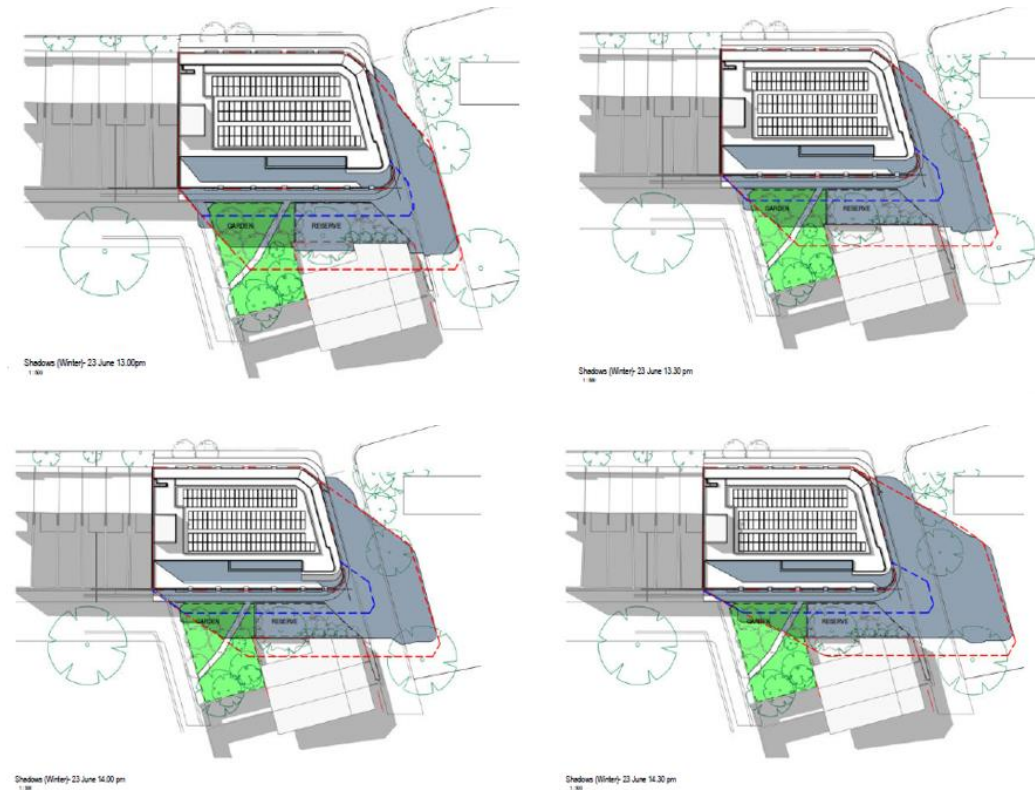 GARDEN
RESERVE
Shadows (Winter)- 23 June 13.00pm
GARDEN
RESERVE
Shadows (Winter)- 23 June 13.30 pm
GARDEN
RESERVE
Shadows (Winter)- 23 June 14.00 pm
GARDEN
RESERVE
Shadows (Winter)- 23 June 14.30 pm